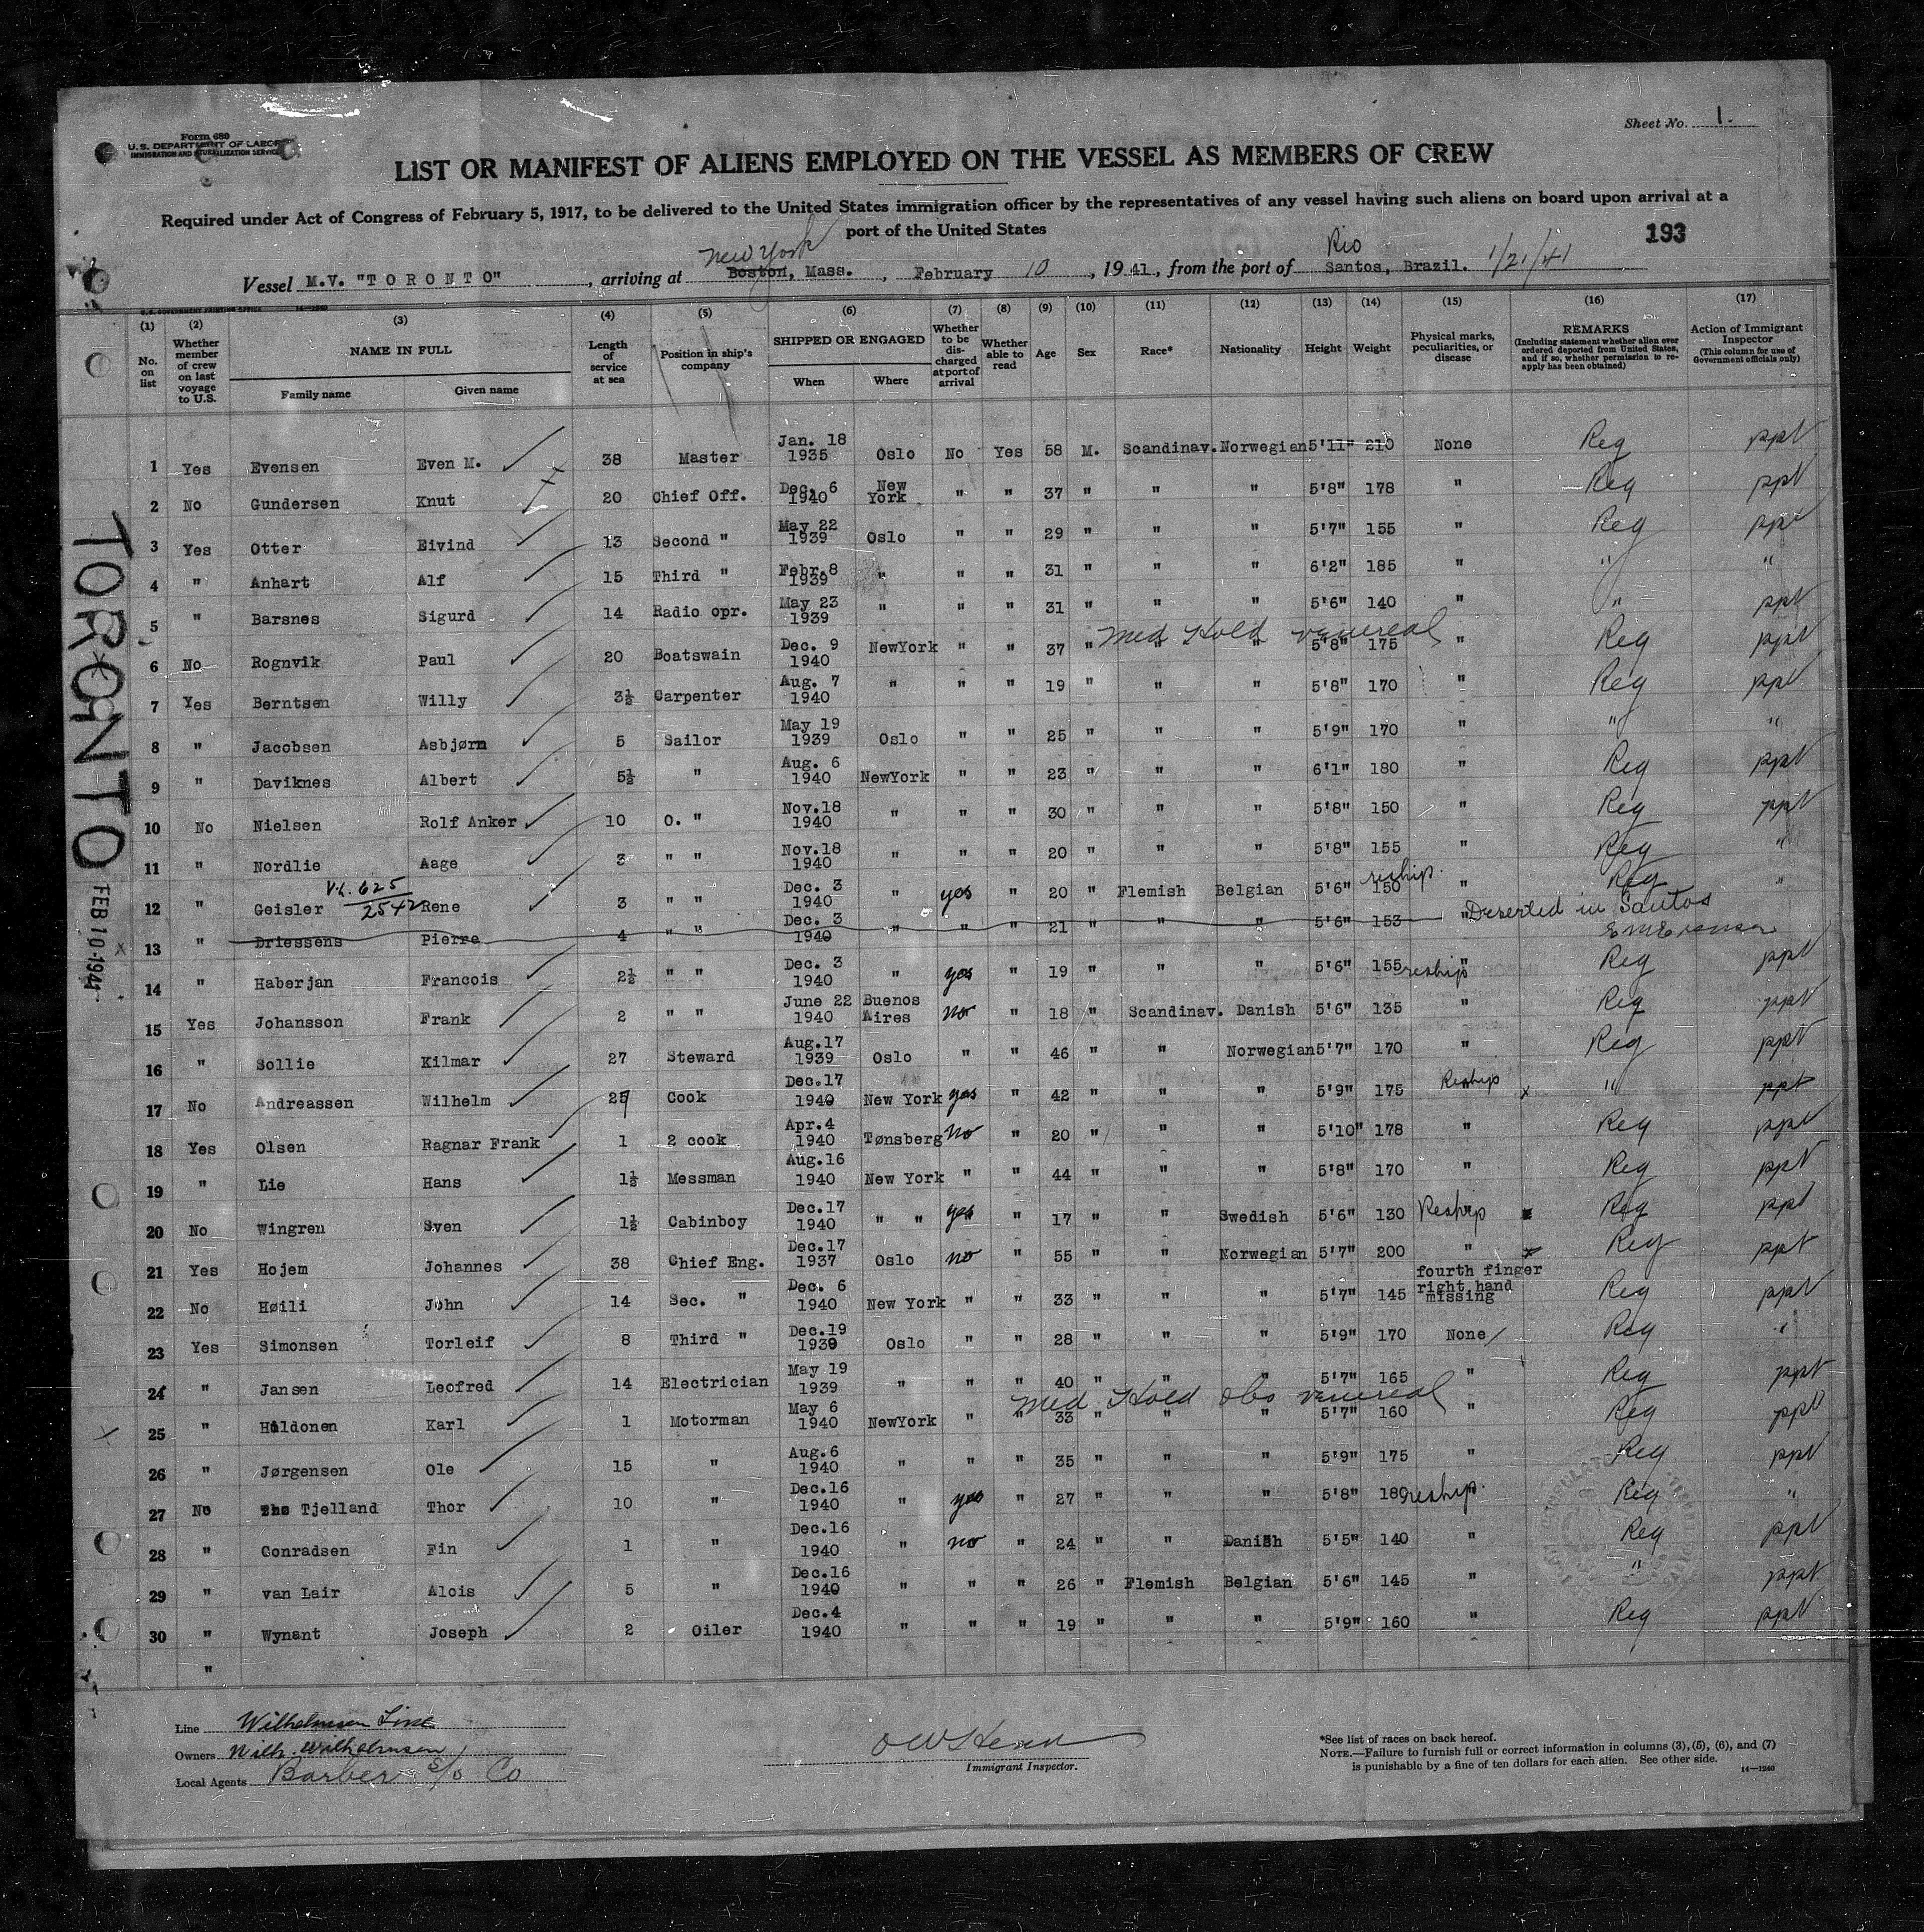 Sheet No. 1.
Form 680
U.S. DEPARTMENT OF LABOR
IMMIGRATION AND NATURALIZATION SERVICE
LIST OR MANIFEST OF ALIENS EMPLOYED ON THE VESSEL AS MEMBERS OF CREW
Required under Act of Congress of February 5, 1917, to be delivered to the United States immigration officer by the representatives of any vessel having such aliens on board upon arrival at a
port of the United States
193
New York Rio
Vessel M.V. "TORONTO", arriving at Boston, Mass., February 10, 1941, from the port of Santos, Brazil. 1/21/41
U.S. GOVERNMENT PRINTING OFFICE 14—1240
(1) (2) (3) (4) (5) (6) (7) (8) (9) (10) (11) (12) (13) (14) (15) (16) (17)
No. on list
Whether member of crew on last voyage to U.S.
NAME IN FULL
Family name Given name
Length of service at sea
Position in ship's company
SHIPPED OR ENGAGED
When Where
Whether to be discharged at port of arrival
Whether able to read
Age
Sex
Race*
Nationality
Height
Weight
Physical marks, peculiarities, or disease
REMARKS
(Including statement whether alien ever ordered deported from United States, and if so, whether permission to reapply has been obtained)
Action of Immigrant Inspector
(This column for use of Government officials only)
1 Yes Evensen Even M. 38 Master Jan. 18 1935 Oslo No Yes 58 M. Scandinav. Norwegian 5'11" 210 None Reg ppt
2 No Gundersen Knut 20 Chief Off. Dec. 6 1940 New York " " 37 " " " 5'8" 178 " Reg ppt
3 Yes Otter Eivind 13 Second " May 22 1939 Oslo " " 29 " " " 5'7" 155 " Reg ppt
4 " Anhart Alf 15 Third " Febr. 8 1939 " " " 31 " " " 6'2" 185 " " "
5 " Barsnes Sigurd 14 Radio opr. May 23 1939 " " " 31 " " " 5'6" 140 " " ppt
Med Hold venereal
6 No Rognvik Paul 20 Boatswain Dec. 9 1940 NewYork " " 37 " " " 5'8" 175 " Reg ppt
7 Yes Berntsen Willy 3½ Carpenter Aug. 7 1940 " " " 19 " " " 5'8" 170 " Reg ppt
8 " Jacobsen Asbjørn 5 Sailor May 19 1939 Oslo " " 25 " " " 5'9" 170 " " "
9 " Daviknes Albert 5½ " Aug. 6 1940 NewYork " " 23 " " " 6'1" 180 " Reg ppt
10 No Nielsen Rolf Anker 10 O. " Nov.18 1940 " " " 30 " " " 5'8" 150 " Reg ppt
11 " Nordlie Aage 3 " " Nov.18 1940 " " " 20 " " " 5'8" 155 " Reg "
12 " Geisler V.L. 625/2542 Rene 3 " " Dec. 3 1940 " yes " 20 " Flemish Belgian 5'6" 150 reship. " Reg "
13 " Driessens Pierre 4 " " Dec. 3 1940 " " " 21 " " " 5'6" 153 " Deserted in Santos
EMEvensen
14 " Haberjan Francois 2½ " " Dec. 3 1940 " yes " 19 " " " 5'6" 155 reship " Reg ppt
15 Yes Johansson Frank 2 " " June 22 1940 Buenos Aires no " 18 " Scandinav. Danish 5'6" 135 " Reg ppt
16 " Sollie Kilmar 27 Steward Aug.17 1939 Oslo " " 46 " " Norwegian 5'7" 170 " Reg ppt
17 No Andreassen Wilhelm 25 Cook Dec.17 1940 New York yes " 42 " " " 5'9" 175 Reship x " ppt
18 Yes Olsen Ragnar Frank 1 2 cook Apr.4 1940 Tønsberg no " 20 " " " 5'10" 178 " Reg ppt
19 " Lie Hans 1½ Messman Aug.16 1940 New York " " 44 " " " 5'8" 170 " Reg ppt
20 No Wingren Sven 1½ Cabinboy Dec.17 1940 " " yes " 17 " " Swedish 5'6" 130 Reship Reg ppt
21 Yes Hojem Johannes 38 Chief Eng. Dec.17 1937 Oslo no " 55 " " Norwegian 5'7" 200 " x Reg ppt
22 No Høili John 14 Sec. " Dec. 6 1940 New York " " 33 " " " 5'7" 145 fourth finger right hand missing Reg ppt
23 Yes Simonsen Torleif 8 Third " Dec.19 1939 Oslo " " 28 " " " 5'9" 170 None Reg "
24 " Jansen Leofred 14 Electrician May 19 1939 " " " 40 " " " 5'7" 165 " Reg ppt
Med Hold obs venereal
25 " Hildonen Karl 1 Motorman May 6 1940 NewYork " " 33 " " " 5'7" 160 " Reg ppt
26 " Jørgensen Ole 15 " Aug.6 1940 " " " 35 " " " 5'9" 175 " Reg ppt
27 No Tho Tjelland Thor 10 " Dec.16 1940 " yes " 27 " " " 5'8" 180 reship. Reg "
28 " Conradsen Fin 1 " Dec.16 1940 " no " 24 " " Danish 5'5" 140 " Reg ppt
29 " van Lair Alois 5 " Dec.16 1940 " " " 26 " Flemish Belgian 5'6" 145 " " ppt
30 " Wynant Joseph 2 Oiler Dec.4 1940 " " " 19 " " " 5'9" 160 " Reg ppt
"
TORONTO
FEB 10 1941
Line Wilhelmsen Line
Owners Wilh. Wilhelmsen
Local Agents Barber S/S Co
Immigrant Inspector.
*See list of races on back hereof.
NOTE.—Failure to furnish full or correct information in columns (3), (5), (6), and (7)
is punishable by a fine of ten dollars for each alien. See other side.
14—1240